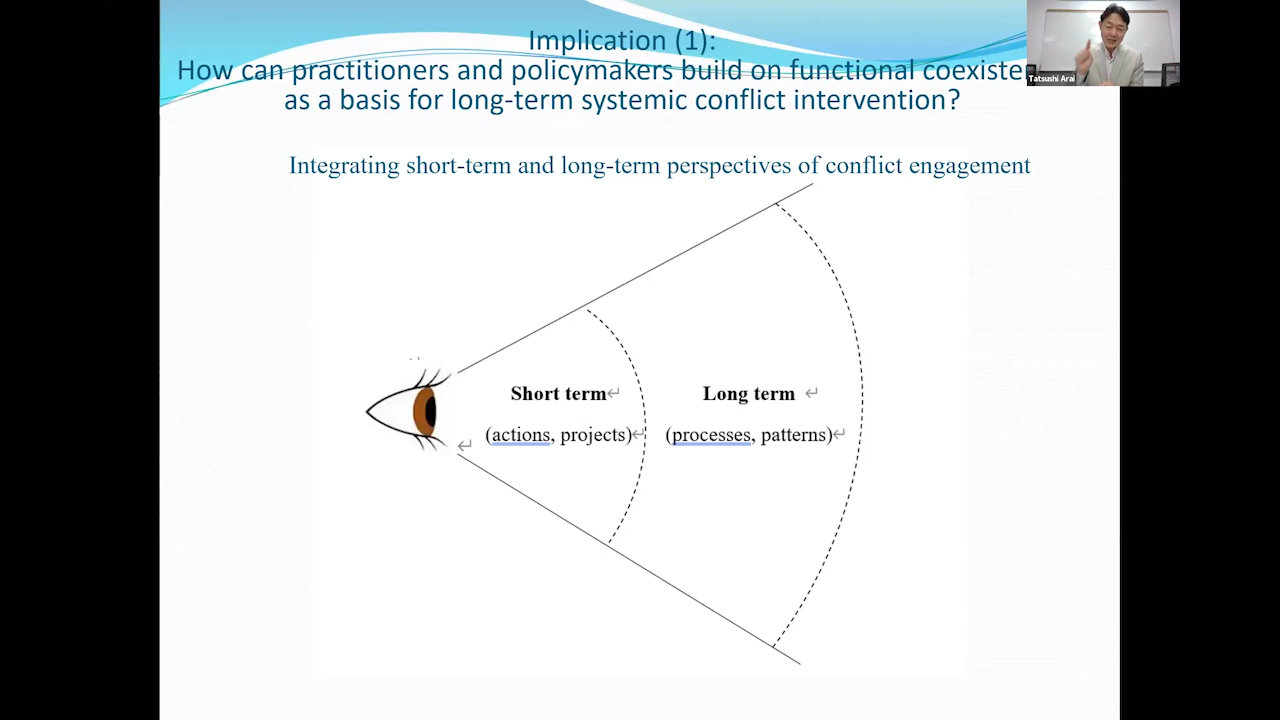 Implication (1):
How can practitioners and policymakers build on functional coexiste
as a basis for long-term systemic conflict intervention?
Tatsushi Arai
Integrating short-term and long-term perspectives of conflict engagement
Short term↵
Long term ↵
(actions, projects)↵
(processes, patterns)↵
↵